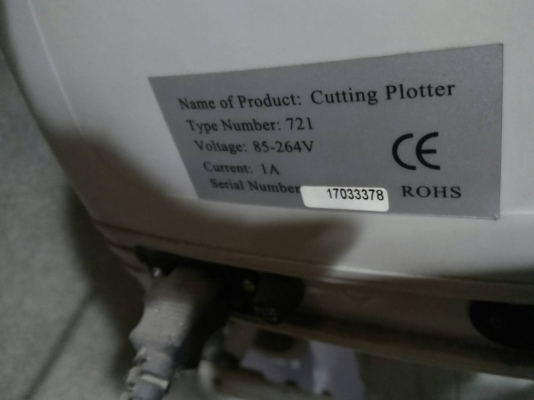 Name of Product: Cutting Plotter
Type Number: 721
Voltage: 85-264V
Current: 1A
Serial Number 17033378
CE
ROHS